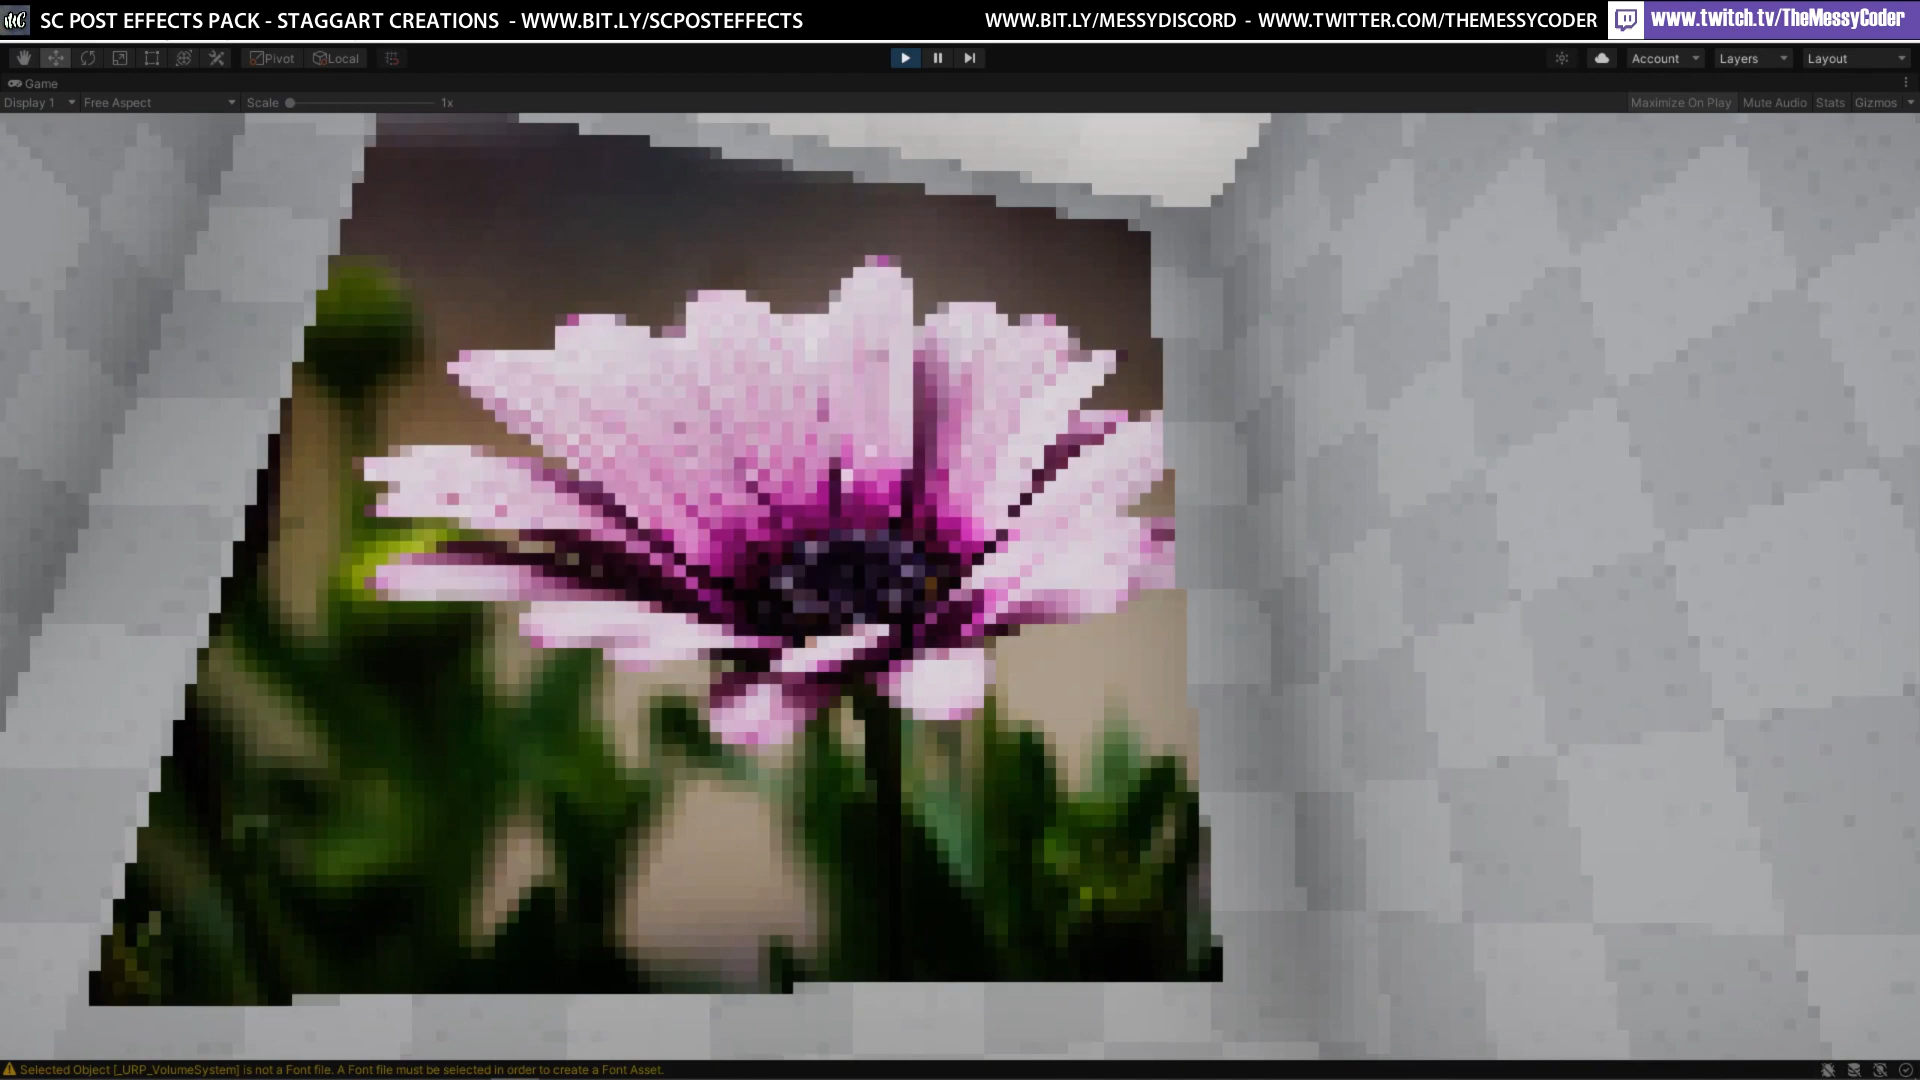 mC SC POST EFFECTS PACK - STAGGART CREATIONS - WWW.BIT.LY/SCPOSTEFFECTS WWW.BIT.LY/MESSYDISCORD - WWW.TWITTER.COM/THEMESSYCODER www.twitch.tv/TheMessyCoder
Pivot Local Account Layers Layout
Game
Display 1 Free Aspect Scale 1x Maximize On Play Mute Audio Stats Gizmos
Selected Object [_URP_VolumeSystem] is not a Font file. A Font file must be selected in order to create a Font Asset.